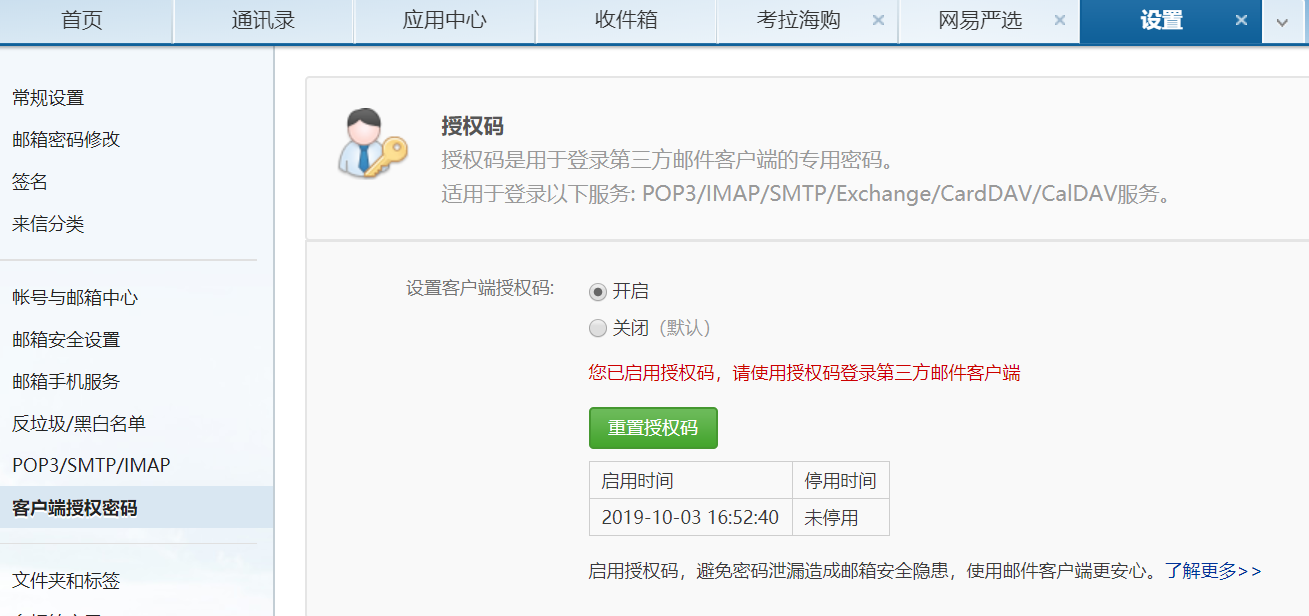 首页 通讯录 应用中心 收件箱 考拉海购 × 网易严选 × 设置 ×
常规设置
邮箱密码修改
签名
来信分类
帐号与邮箱中心
邮箱安全设置
邮箱手机服务
反垃圾/黑白名单
POP3/SMTP/IMAP
客户端授权密码
文件夹和标签
授权码
授权码是用于登录第三方邮件客户端的专用密码。
适用于登录以下服务: POP3/IMAP/SMTP/Exchange/CardDAV/CalDAV服务。
设置客户端授权码: 开启
关闭（默认）
您已启用授权码，请使用授权码登录第三方邮件客户端
重置授权码
启用时间 停用时间
2019-10-03 16:52:40 未停用
启用授权码，避免密码泄漏造成邮箱安全隐患，使用邮件客户端更安心。了解更多>>